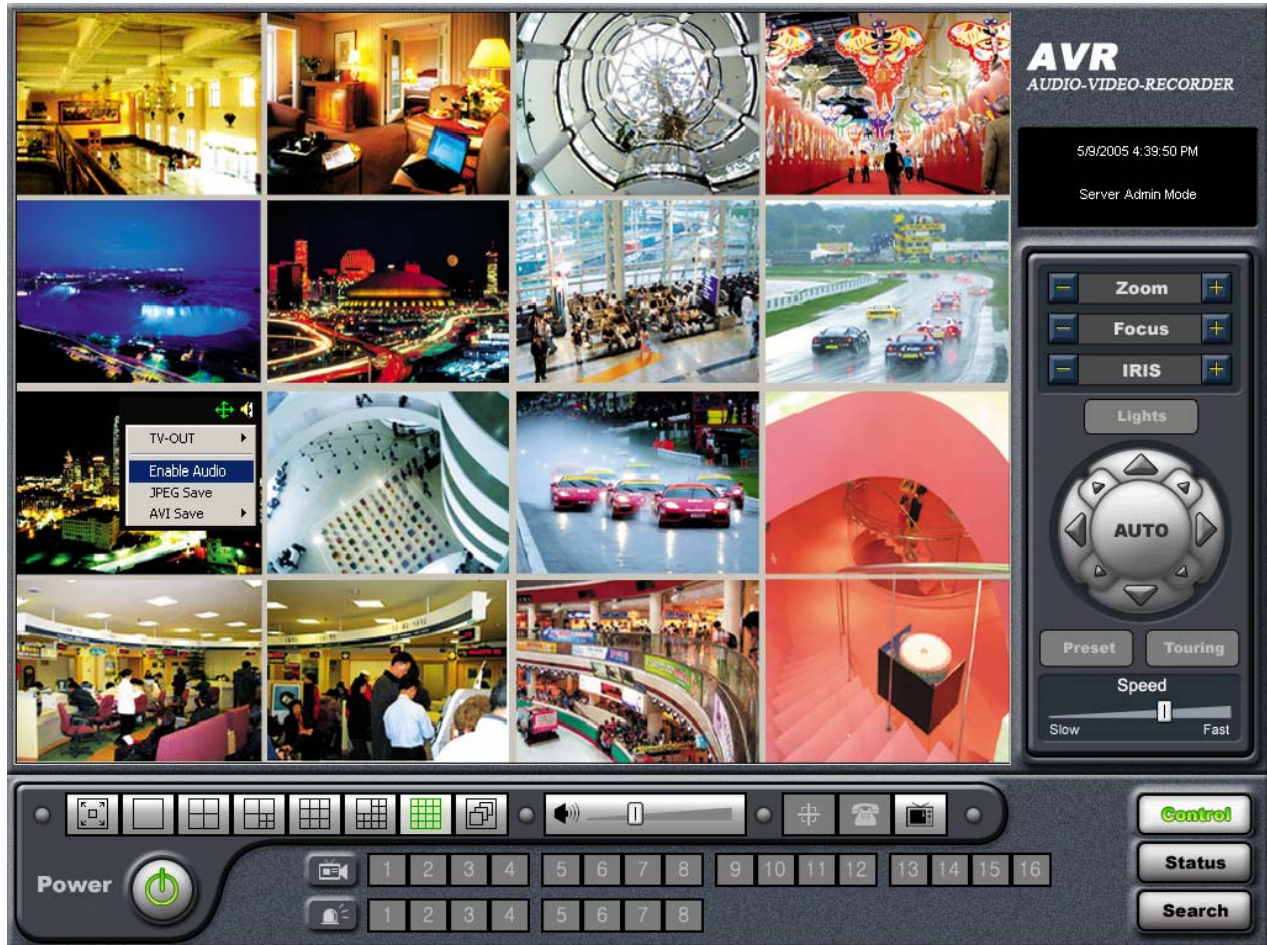 AVR
AUDIO-VIDEO-RECORDER
5/9/2005 4:39:50 PM
Server Admin Mode
Zoom
Focus
IRIS
Lights
AUTO
Preset Touring
Speed
Slow Fast
TV-OUT
Enable Audio
JPEG Save
AVI Save
Control
Status
Search
Power
1 2 3 4 5 6 7 8 9 10 11 12 13 14 15 16
1 2 3 4 5 6 7 8